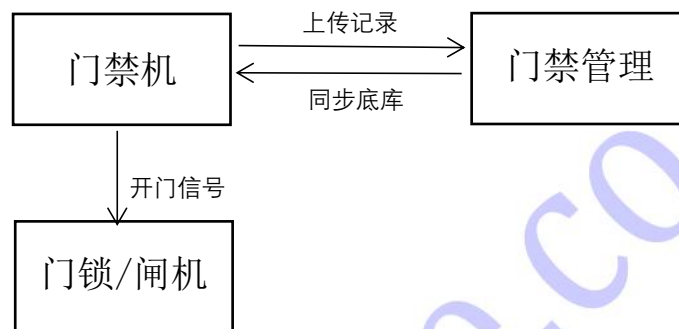 上传记录
门禁机
门禁管理
同步底库
开门信号
门锁/闸机